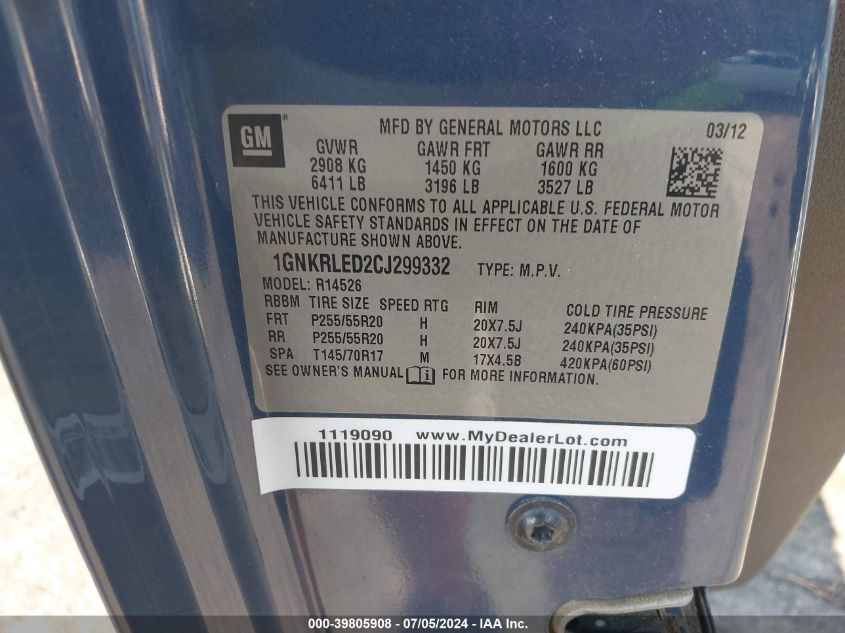 GM ® MFD BY GENERAL MOTORS LLC 03/12
GVWR GAWR FRT GAWR RR
2908 KG 1450 KG 1600 KG
6411 LB 3196 LB 3527 LB
THIS VEHICLE CONFORMS TO ALL APPLICABLE U.S. FEDERAL MOTOR
VEHICLE SAFETY STANDARDS IN EFFECT ON THE DATE OF
MANUFACTURE SHOWN ABOVE.
1GNKRLED2CJ299332 TYPE: M.P.V.
MODEL: R14526
RBBM TIRE SIZE SPEED RTG RIM COLD TIRE PRESSURE
FRT P255/55R20 H 20X7.5J 240KPA(35PSI)
RR P255/55R20 H 20X7.5J 240KPA(35PSI)
SPA T145/70R17 M 17X4.5B 420KPA(60PSI)
SEE OWNER'S MANUAL i FOR MORE INFORMATION.
1119090 www.MyDealerLot.com
000-39805908 - 07/05/2024 - IAA Inc.